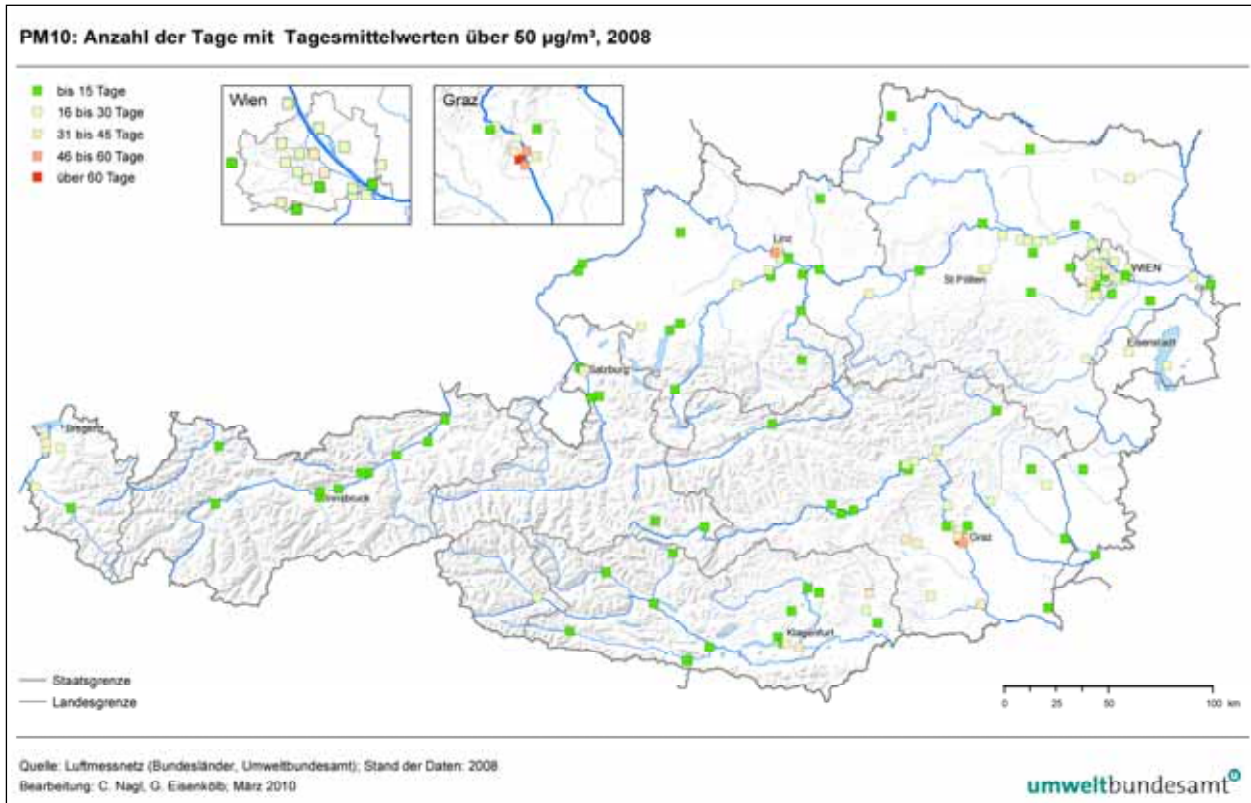 PM10: Anzahl der Tage mit Tagesmittelwerten über 50 µg/m³, 2008
bis 15 Tage
16 bis 30 Tage
31 bis 45 Tage
46 bis 60 Tage
über 60 Tage
Wien
Graz
Linz
WIEN
St Pölten
Eisenstadt
Salzburg
Bregenz
Innsbruck
Graz
Klagenfurt
Staatsgrenze
Landesgrenze
0 25 50 100 km
Quelle: Luftmessnetz (Bundesländer, Umweltbundesamt); Stand der Daten: 2008
Bearbeitung: C. Nagl, G. Eisenkölb; März 2010
umweltbundesamt u